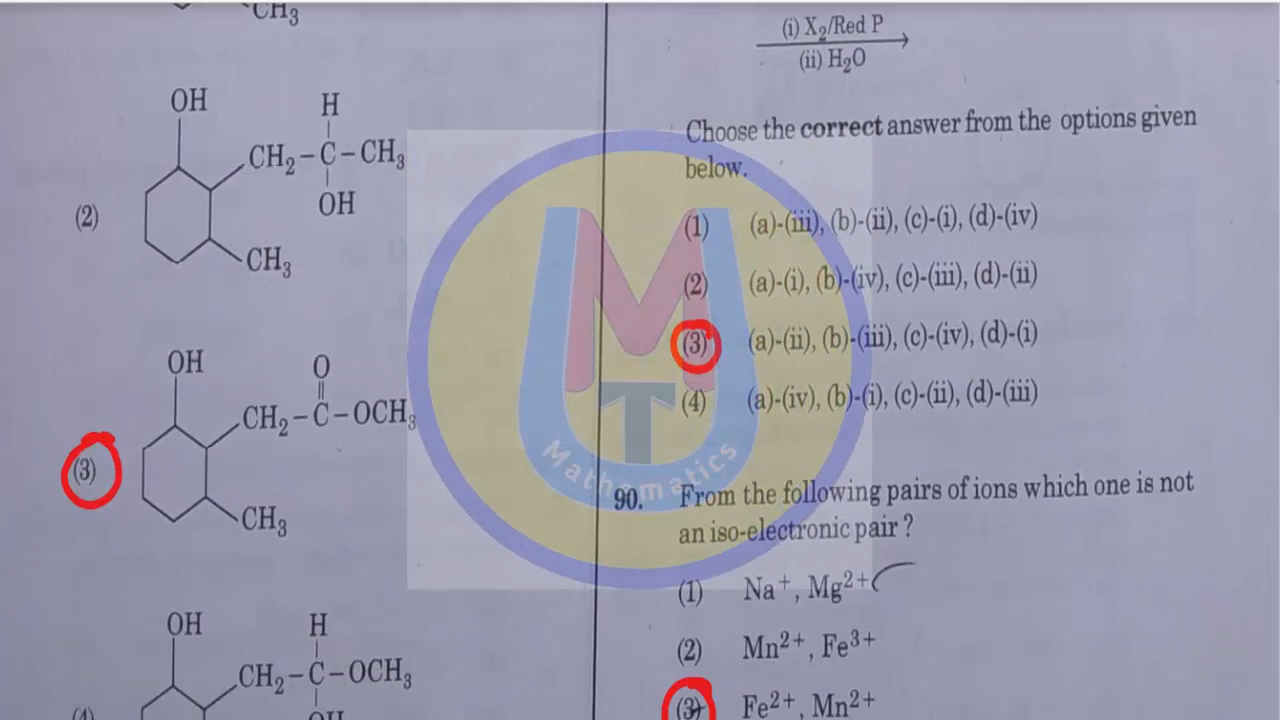 CH3
OH H
CH2–C–CH3
OH
(2)
CH3
OH O
CH2–C–OCH3
(3)
CH3
OH H
CH2–C–OCH3
(i) X2/Red P
(ii) H2O
Choose the correct answer from the options given
below.
(1) (a)-(iii), (b)-(ii), (c)-(i), (d)-(iv)
(2) (a)-(i), (b)-(iv), (c)-(iii), (d)-(ii)
(3) (a)-(ii), (b)-(iii), (c)-(iv), (d)-(i)
(4) (a)-(iv), (b)-(i), (c)-(ii), (d)-(iii)
90. From the following pairs of ions which one is not
an iso-electronic pair ?
(1) Na+, Mg2+
(2) Mn2+, Fe3+
(3) Fe2+, Mn2+
UMT
Mathematics